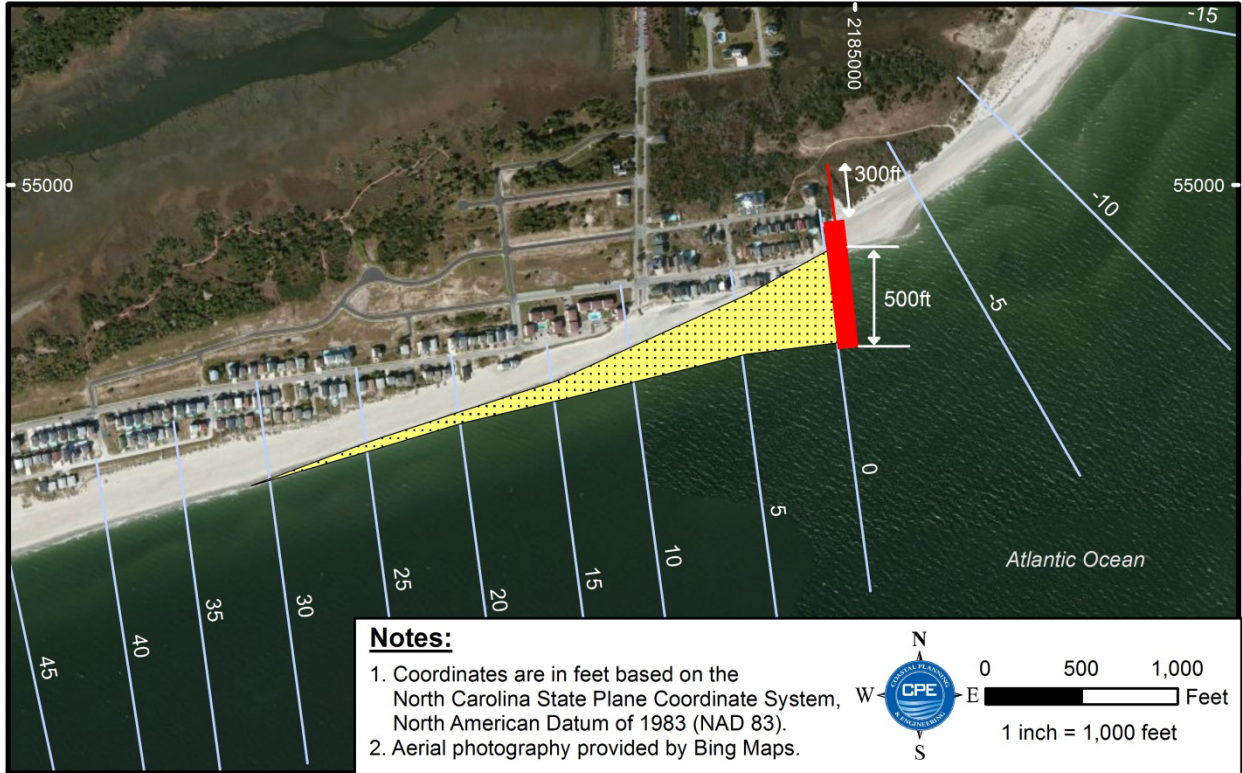 -15
2185000
55000
300ft
55000
-10
500ft
-5
0
5
10
15
20
25
30
35
40
45
Atlantic Ocean
Notes:
1. Coordinates are in feet based on the
North Carolina State Plane Coordinate System,
North American Datum of 1983 (NAD 83).
2. Aerial photography provided by Bing Maps.
N
W
E
S
COASTAL PLANNING
CPE
& ENGINEERING
0 500 1,000
Feet
1 inch = 1,000 feet